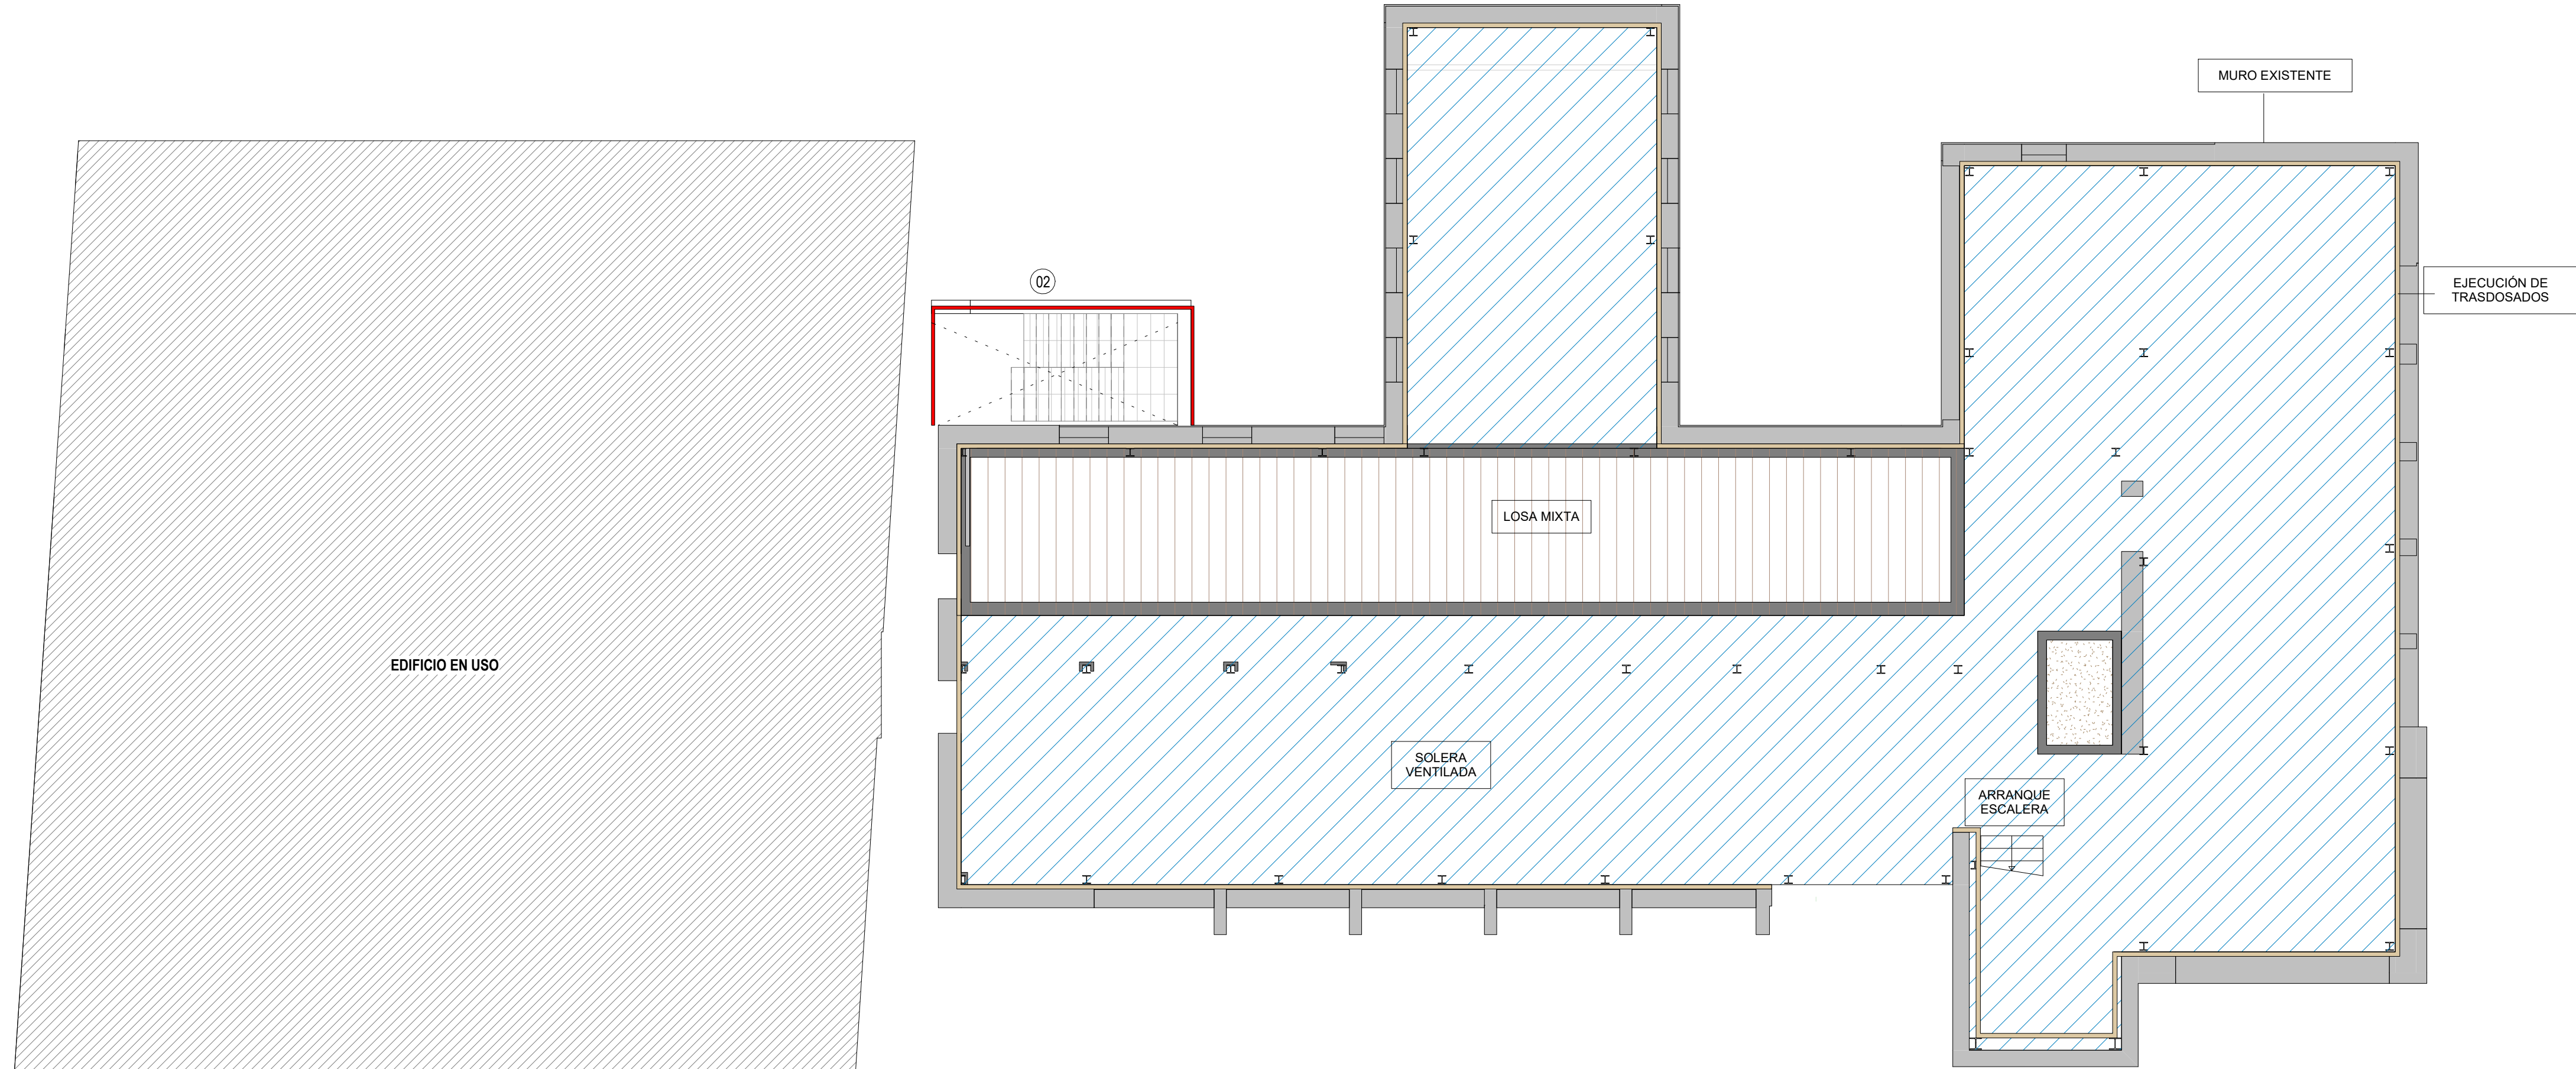 MURO EXISTENTE
02
EJECUCIÓN DE
TRASDOSADOS
LOSA MIXTA
EDIFICIO EN USO
SOLERA
VENTILADA
ARRANQUE
ESCALERA